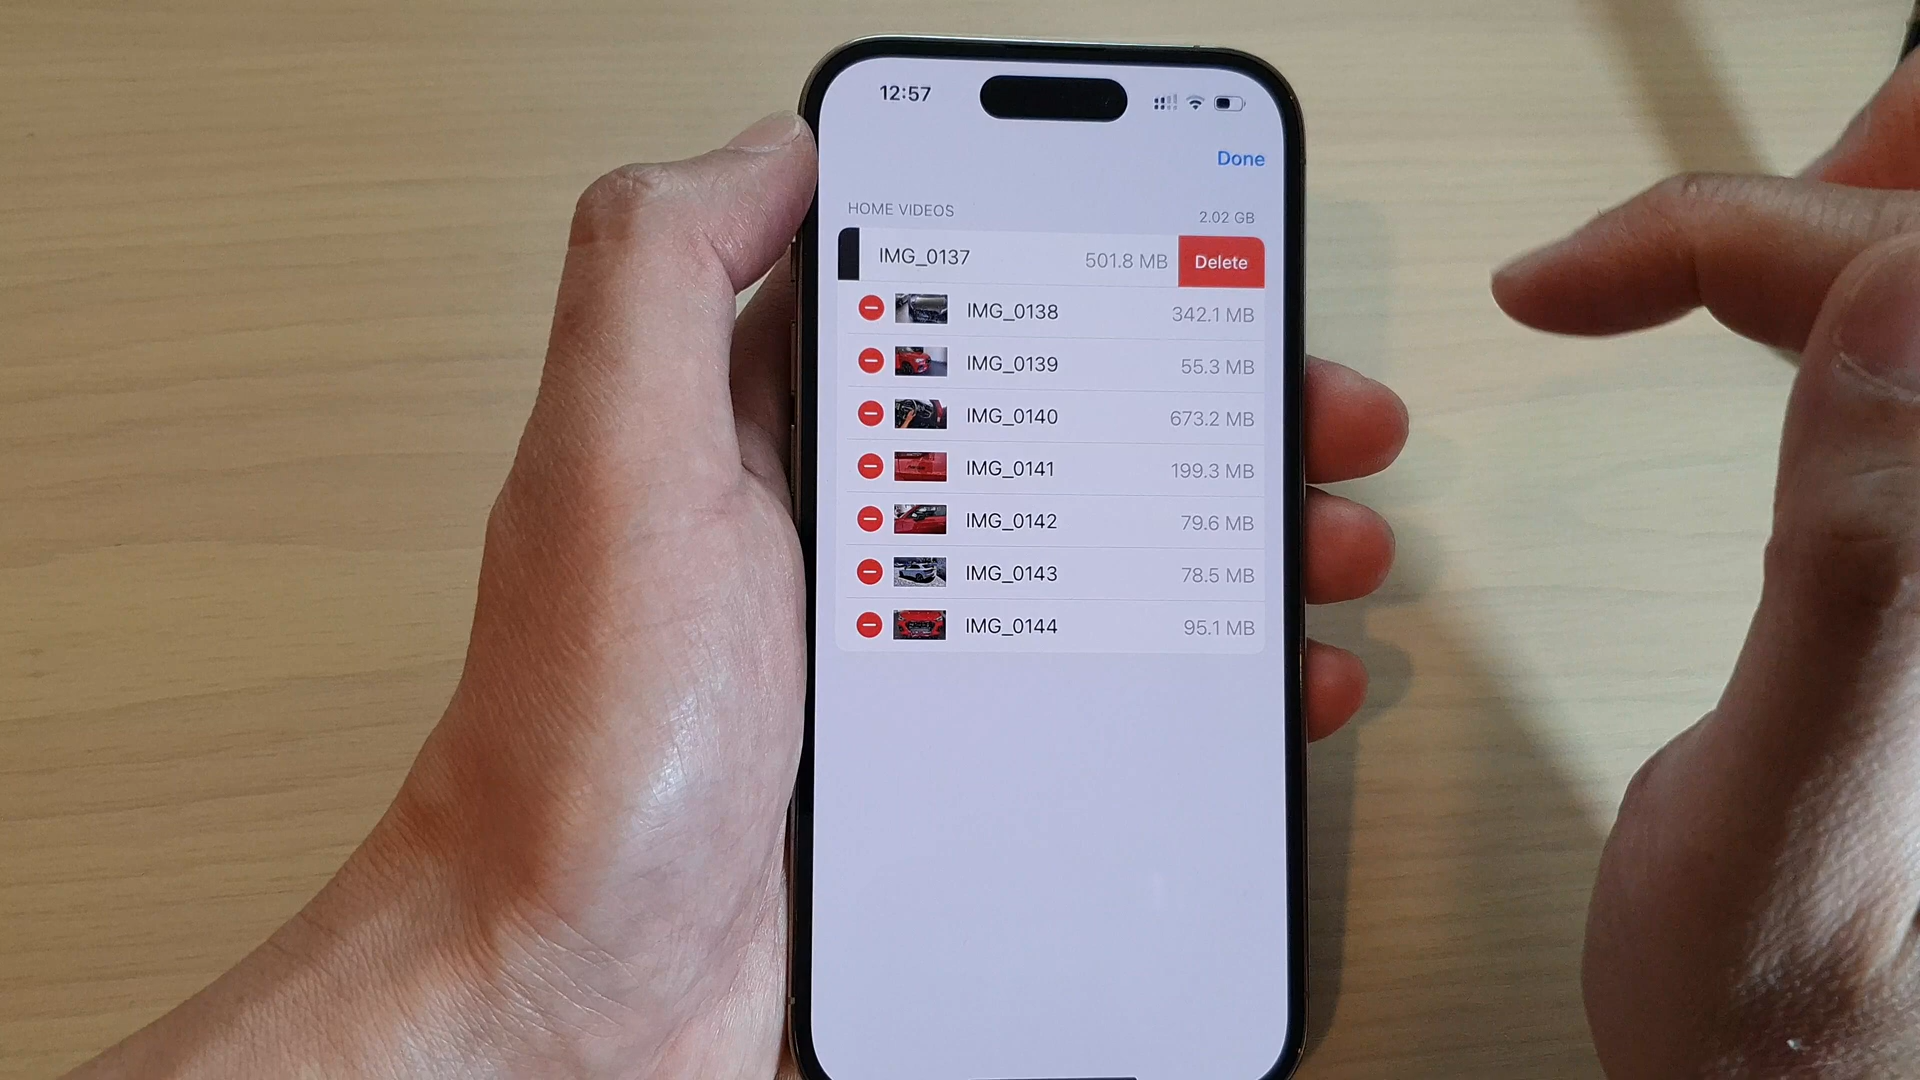 12:57
Done
HOME VIDEOS 2.02 GB
IMG_0137 501.8 MB Delete
IMG_0138 342.1 MB
IMG_0139 55.3 MB
IMG_0140 673.2 MB
IMG_0141 199.3 MB
IMG_0142 79.6 MB
IMG_0143 78.5 MB
IMG_0144 95.1 MB